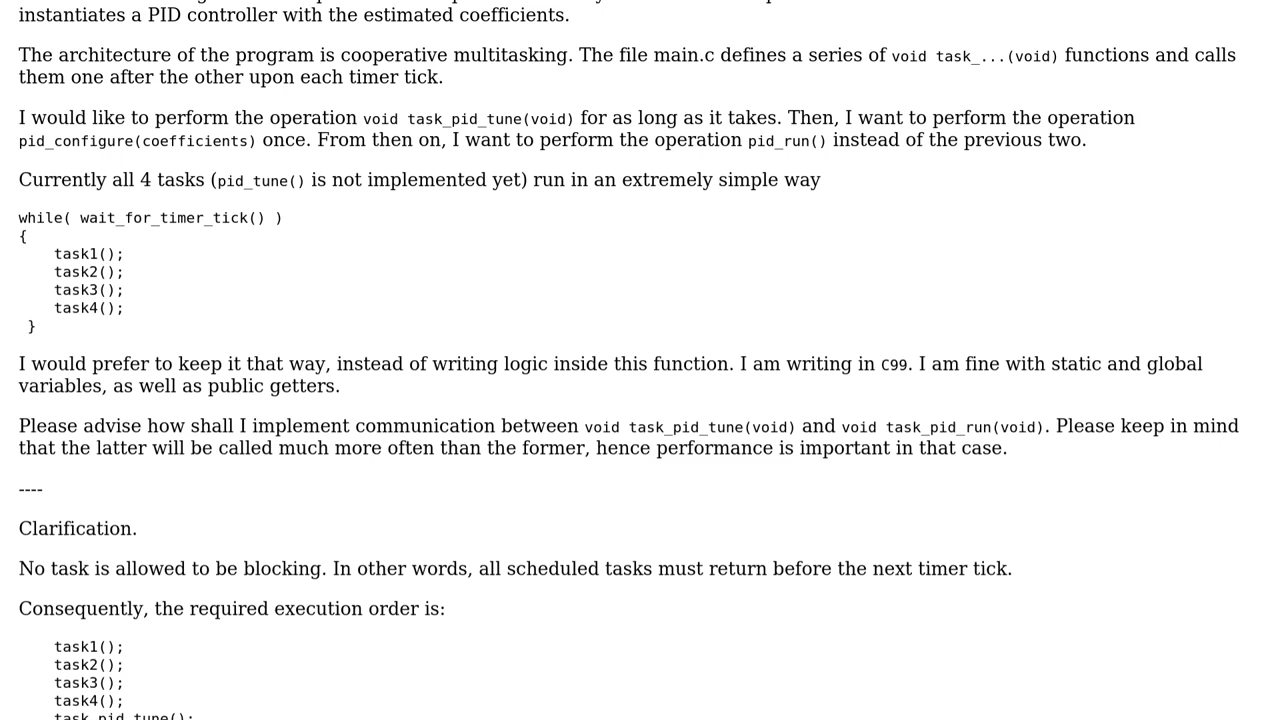 instantiates a PID controller with the estimated coefficients.
The architecture of the program is cooperative multitasking. The file main.c defines a series of void task_...(void) functions and calls
them one after the other upon each timer tick.
I would like to perform the operation void task_pid_tune(void) for as long as it takes. Then, I want to perform the operation
pid_configure(coefficients) once. From then on, I want to perform the operation pid_run() instead of the previous two.
Currently all 4 tasks (pid_tune() is not implemented yet) run in an extremely simple way
while( wait_for_timer_tick() )
{
    task1();
    task2();
    task3();
    task4();
 }
I would prefer to keep it that way, instead of writing logic inside this function. I am writing in C99. I am fine with static and global
variables, as well as public getters.
Please advise how shall I implement communication between void task_pid_tune(void) and void task_pid_run(void). Please keep in mind
that the latter will be called much more often than the former, hence performance is important in that case.
----
Clarification.
No task is allowed to be blocking. In other words, all scheduled tasks must return before the next timer tick.
Consequently, the required execution order is:
    task1();
    task2();
    task3();
    task4();
    task_pid_tune();